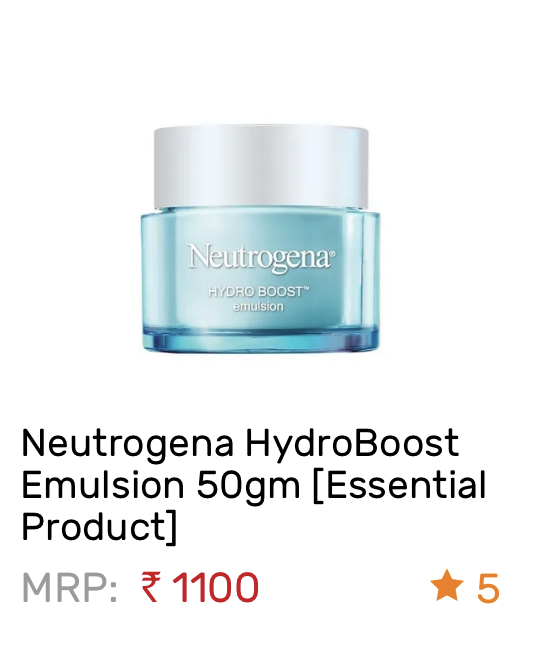 Neutrogena®
HYDRO BOOST™
emulsion
Neutrogena HydroBoost
Emulsion 50gm [Essential
Product]
MRP: ₹ 1100 5